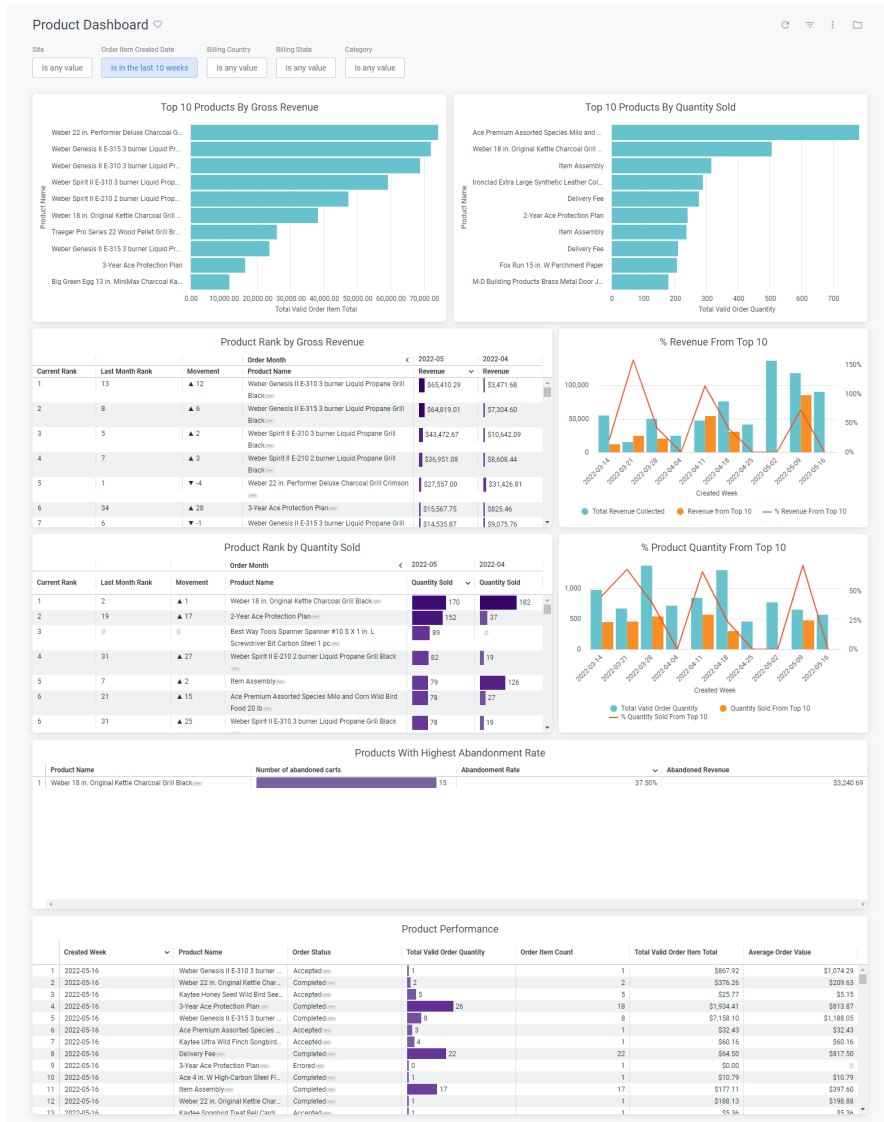 Product Dashboard
Site Order Item Created Date Billing Country Billing State Category
is any value is in the last 10 weeks is any value is any value is any value
Top 10 Products By Gross Revenue
Product Name
Weber 22 in. Performer Deluxe Charcoal G...
Weber Genesis II E-315 3 burner Liquid Pr...
Weber Genesis II E-310 3 burner Liquid Pr...
Weber Spirit II E-310 3 burner Liquid Prop...
Weber Spirit II E-210 2 burner Liquid Prop...
Weber 18 in. Original Kettle Charcoal Grill ...
Traeger Pro Series 22 Wood Pellet Grill Br...
Weber Genesis II E-315 3 burner Liquid Pr...
3-Year Ace Protection Plan
Big Green Egg 13 in. MiniMax Charcoal Ka...
0.00 10,000.00 20,000.00 30,000.00 40,000.00 50,000.00 60,000.00 70,000.00
Total Valid Order Item Total
Top 10 Products By Quantity Sold
Product Name
Ace Premium Assorted Species Milo and ...
Weber 18 in. Original Kettle Charcoal Grill ...
Item Assembly
Ironclad Extra Large Synthetic Leather Col...
Delivery Fee
2-Year Ace Protection Plan
Item Assembly
Delivery Fee
Fox Run 15 in. W Parchment Paper
M-D Building Products Brass Metal Door J...
0 100 200 300 400 500 600 700
Total Valid Order Quantity
Product Rank by Gross Revenue
Order Month 2022-05 2022-04
Current Rank Last Month Rank Movement Product Name Revenue Revenue
1 13 ▲ 12 Weber Genesis II E-310 3 burner Liquid Propane Grill $65,410.29 $3,471.68
Black
2 8 ▲ 6 Weber Genesis II E-315 3 burner Liquid Propane Grill $64,819.01 $7,304.60
Black
3 5 ▲ 2 Weber Spirit II E-310 3 burner Liquid Propane Grill $43,472.67 $10,642.09
Black
4 7 ▲ 3 Weber Spirit II E-210 2 burner Liquid Propane Grill $36,951.08 $8,608.44
Black
5 1 ▼ -4 Weber 22 in. Performer Deluxe Charcoal Grill Crimson $27,557.00 $31,426.81
6 34 ▲ 28 3-Year Ace Protection Plan $15,567.75 $825.46
7 6 ▼ -1 Weber Genesis II E-315 3 burner Liquid Propane Grill $14,535.87 $9,075.76
% Revenue From Top 10
100,000
50,000
0
150%
100%
50%
0%
2022-03-14 2022-03-21 2022-03-28 2022-04-04 2022-04-11 2022-04-18 2022-04-25 2022-05-02 2022-05-09 2022-05-16
Created Week
Total Revenue Collected Revenue from Top 10 % Revenue From Top 10
Product Rank by Quantity Sold
Order Month 2022-05 2022-04
Current Rank Last Month Rank Movement Product Name Quantity Sold Quantity Sold
1 2 ▲ 1 Weber 18 in. Original Kettle Charcoal Grill Black 170 182
2 19 ▲ 17 2-Year Ace Protection Plan 152 37
3 ∅ ∅ Best Way Tools Spanner Spanner #10 S X 1 in. L 89 ∅
Screwdriver Bit Carbon Steel 1 pc
4 31 ▲ 27 Weber Spirit II E-210 2 burner Liquid Propane Grill Black 82 19
5 7 ▲ 2 Item Assembly 79 126
6 21 ▲ 15 Ace Premium Assorted Species Milo and Corn Wild Bird 78 27
Food 20 lb
6 31 ▲ 25 Weber Spirit II E-310 3 burner Liquid Propane Grill Black 78 19
% Product Quantity From Top 10
1,000
500
0
50%
25%
0%
2022-03-14 2022-03-21 2022-03-28 2022-04-04 2022-04-11 2022-04-18 2022-04-25 2022-05-02 2022-05-09 2022-05-16
Created Week
Total Valid Order Quantity Quantity Sold From Top 10
% Quantity Sold From Top 10
Products With Highest Abandonment Rate
Product Name Number of abandoned carts Abandonment Rate Abandoned Revenue
1 Weber 18 in. Original Kettle Charcoal Grill Black 15 37.50% $3,240.69
Product Performance
Created Week Product Name Order Status Total Valid Order Quantity Order Item Count Total Valid Order Item Total Average Order Value
1 2022-05-16 Weber Genesis II E-310 3 burner ... Accepted 1 1 $867.92 $1,074.29
2 2022-05-16 Weber 22 in. Original Kettle Char... Completed 2 2 $376.26 $209.63
3 2022-05-16 Kaytee Honey Seed Wild Bird See... Accepted 5 5 $25.77 $5.15
4 2022-05-16 3-Year Ace Protection Plan Completed 26 18 $1,934.41 $813.87
5 2022-05-16 Weber Genesis II E-315 3 burner ... Completed 8 8 $7,158.10 $1,188.05
6 2022-05-16 Ace Premium Assorted Species ... Accepted 3 1 $32.43 $32.43
7 2022-05-16 Kaytee Ultra Wild Finch Songbird... Accepted 4 1 $60.16 $60.16
8 2022-05-16 Delivery Fee Completed 22 22 $64.50 $817.50
9 2022-05-16 3-Year Ace Protection Plan Errored 0 1 $0.00 ∅
10 2022-05-16 Ace 4 in. W High-Carbon Steel Fl... Completed 1 1 $10.79 $10.79
11 2022-05-16 Item Assembly Completed 17 17 $177.11 $397.60
12 2022-05-16 Weber 22 in. Original Kettle Char... Completed 1 1 $188.13 $198.88
13 2022-05-16 Kaytee Songbird Treat Bell Cardi... Accepted 1 1 $5.36 $5.36